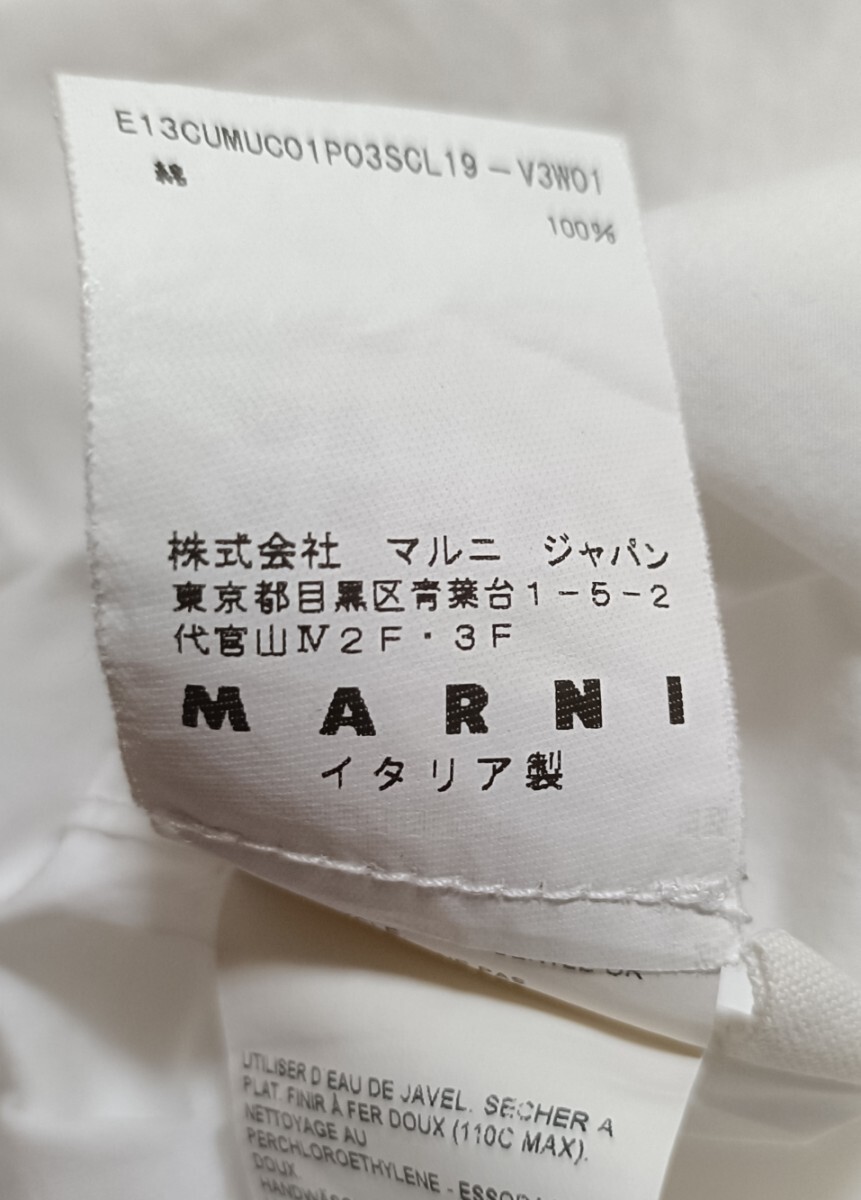 E13CUMUC01P03SCL19-V3W01
綿
100%
株式会社 マルニ ジャパン
東京都目黒区青葉台1-5-2
代官山Ⅳ2F・3F
MARNI
イタリア製
UTILISER D'EAU DE JAVEL. SÉCHER A
PLAT. FINIR À FER DOUX (110C MAX).
NETTOYAGE AU
PERCHLOROETHYLENE -
DOUX.